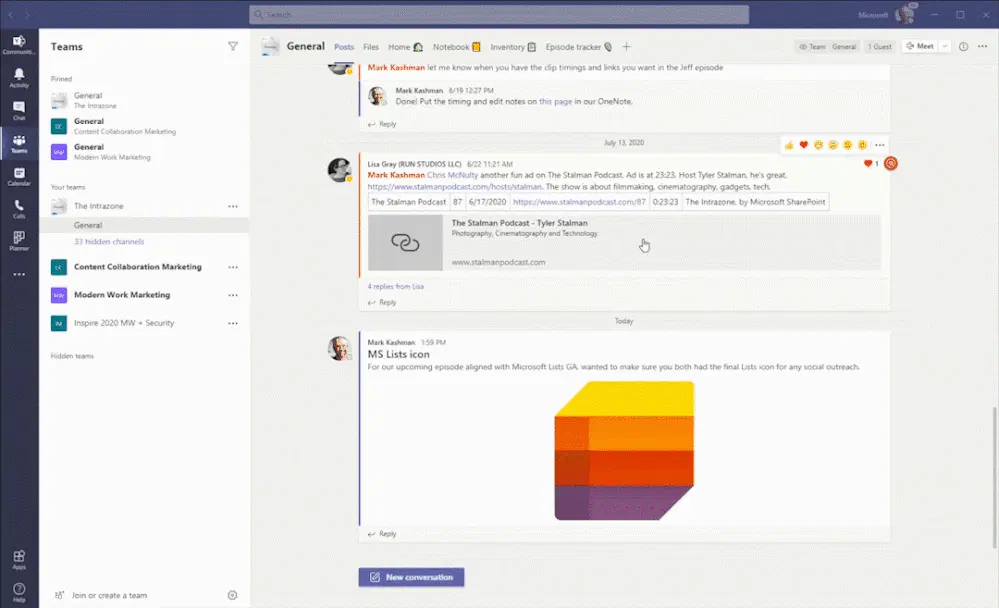 Search
Microsoft
Communiti...
Activity
Chat
Teams
Calendar
Calls
Planner
Apps
Help
Teams
Pinned
General
The Intrazone
General
Content Collaboration Marketing
General
Modern Work Marketing
Your teams
The Intrazone
General
33 hidden channels
Content Collaboration Marketing
Modern Work Marketing
Inspire 2020 MW + Security
Hidden teams
Join or create a team
General Posts Files Home Notebook Inventory Episode tracker
Team General 1 Guest Meet
Mark Kashman let me know when you have the clip timings and links you want in the Jeff episode
Mark Kashman 6/19 12:27 PM
Done! Put the timing and edit notes on this page in our OneNote.
Reply
July 13, 2020
Lisa Gray (RUN STUDIOS LLC) 6/22 11:21 AM
1
Mark Kashman Chris McNulty another fun ad on The Stalman Podcast. Ad is at 23:23. Host Tyler Stalman, he's great.
https://www.stalmanpodcast.com/hosts/stalman. The show is about filmmaking, cinematography, gadgets, tech.
The Stalman Podcast 87 6/17/2020 https://www.stalmanpodcast.com/87 0:23:23 The Intrazone, by Microsoft SharePoint
The Stalman Podcast - Tyler Stalman
Photography, Cinematography and Technology.
www.stalmanpodcast.com
4 replies from Lisa
Reply
Today
Mark Kashman 1:59 PM
MS Lists icon
For our upcoming episode aligned with Microsoft Lists GA, wanted to make sure you both had the final Lists icon for any social outreach.
Reply
New conversation